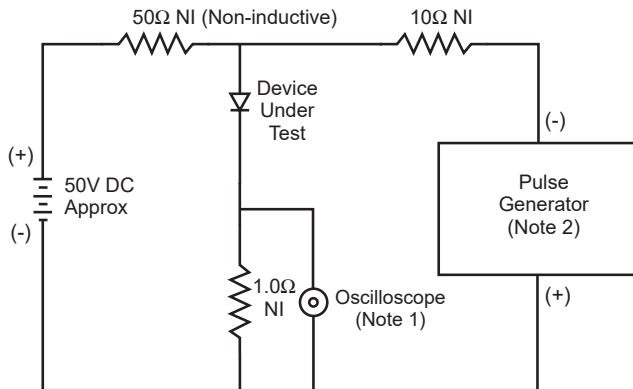 50Ω NI (Non-inductive)
10Ω NI
Device
Under
Test
(+)
50V DC
Approx
(-)
(-)
Pulse
Generator
(Note 2)
(+)
1.0Ω
NI
Oscilloscope
(Note 1)